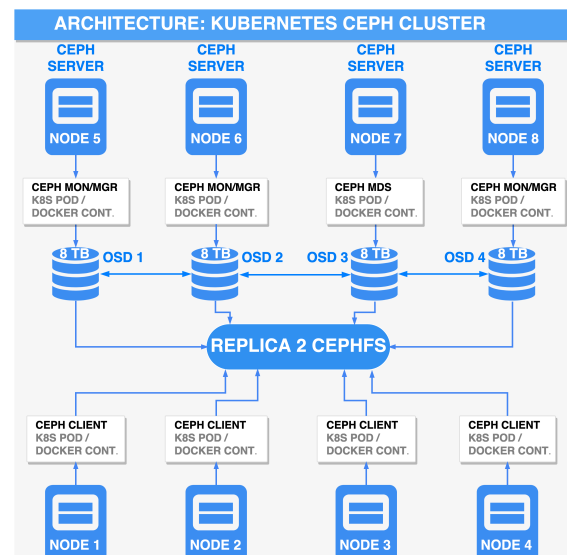 ARCHITECTURE: KUBERNETES CEPH CLUSTER
CEPH
SERVER
CEPH
SERVER
CEPH
SERVER
CEPH
SERVER
NODE 5
NODE 6
NODE 7
NODE 8
CEPH MON/MGR
K8S POD /
DOCKER CONT.
CEPH MON/MGR
K8S POD /
DOCKER CONT.
CEPH MDS
K8S POD /
DOCKER CONT.
CEPH MON/MGR
K8S POD /
DOCKER CONT.
8 TB
OSD 1
8 TB
OSD 2
OSD 3
8 TB
OSD 4
8 TB
REPLICA 2 CEPHFS
CEPH CLIENT
K8S POD /
DOCKER CONT.
CEPH CLIENT
K8S POD /
DOCKER CONT.
CEPH CLIENT
K8S POD /
DOCKER CONT.
CEPH CLIENT
K8S POD /
DOCKER CONT.
NODE 1
NODE 2
NODE 3
NODE 4